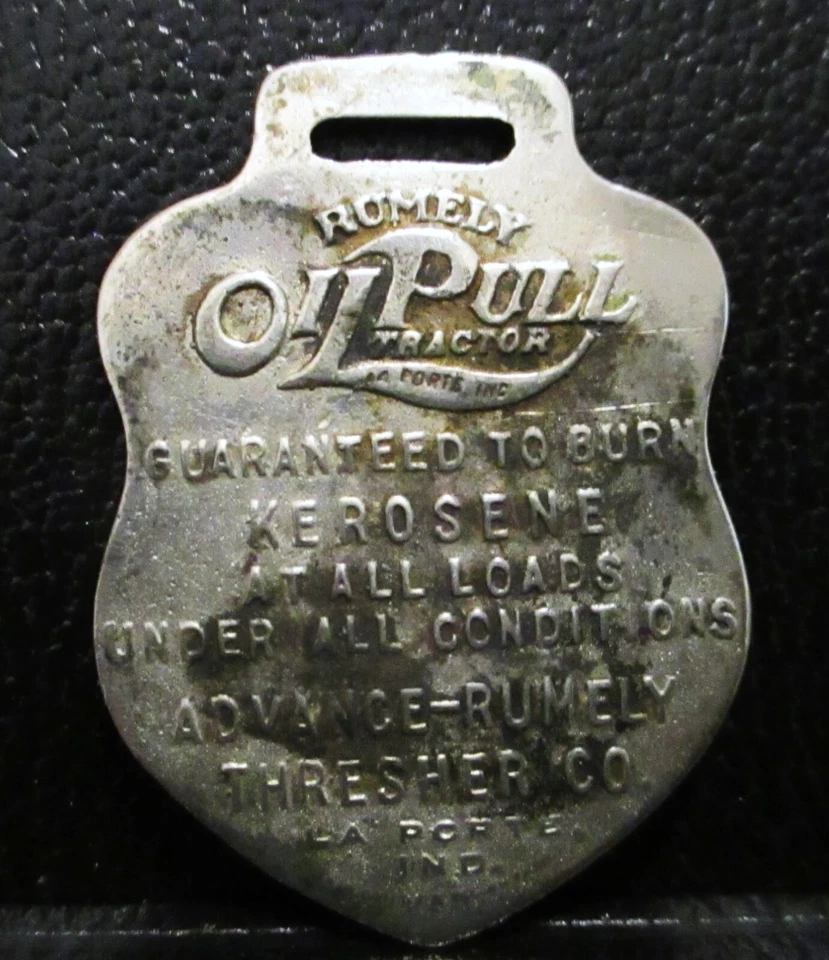 RUMELY
OILPULL
TRACTOR
LA PORTE, IND
GUARANTEED TO BURN
KEROSENE
AT ALL LOADS
UNDER ALL CONDITIONS
ADVANCE-RUMELY
THRESHER CO.
LA PORTE,
IND.